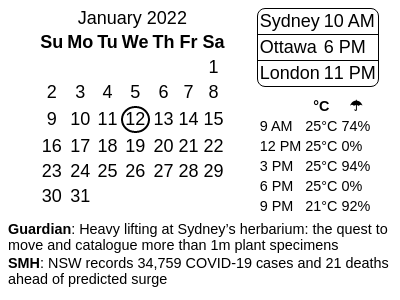 January 2022
Su Mo Tu We Th Fr Sa
1
2 3 4 5 6 7 8
9 10 11 12 13 14 15
16 17 18 19 20 21 22
23 24 25 26 27 28 29
30 31
Sydney 10 AM
Ottawa 6 PM
London 11 PM
°C ☂
9 AM 25°C 74%
12 PM 25°C 0%
3 PM 25°C 94%
6 PM 25°C 0%
9 PM 21°C 92%
Guardian: Heavy lifting at Sydney’s herbarium: the quest to
move and catalogue more than 1m plant specimens
SMH: NSW records 34,759 COVID-19 cases and 21 deaths
ahead of predicted surge